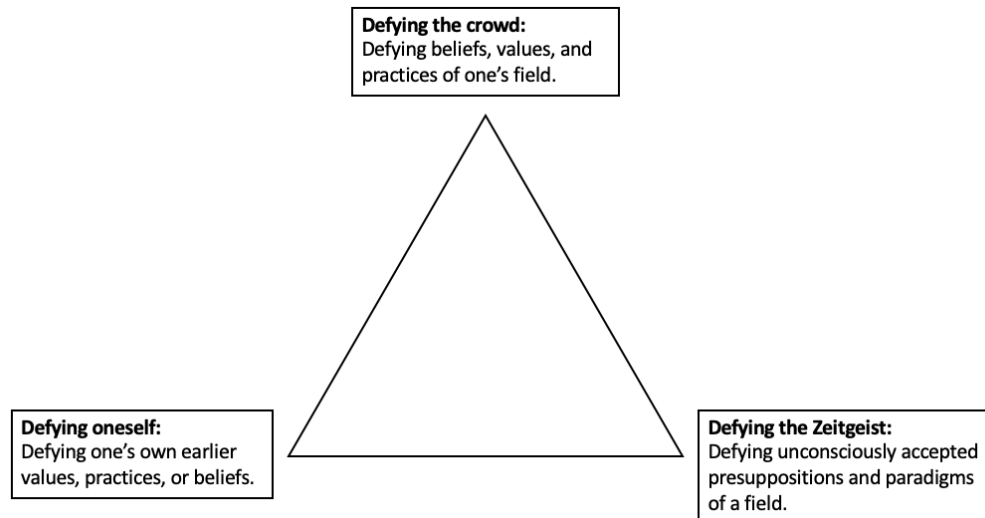 Defying the crowd:
Defying beliefs, values, and
practices of one’s field.
Defying oneself:
Defying one’s own earlier
values, practices, or beliefs.
Defying the Zeitgeist:
Defying unconsciously accepted
presuppositions and paradigms
of a field.